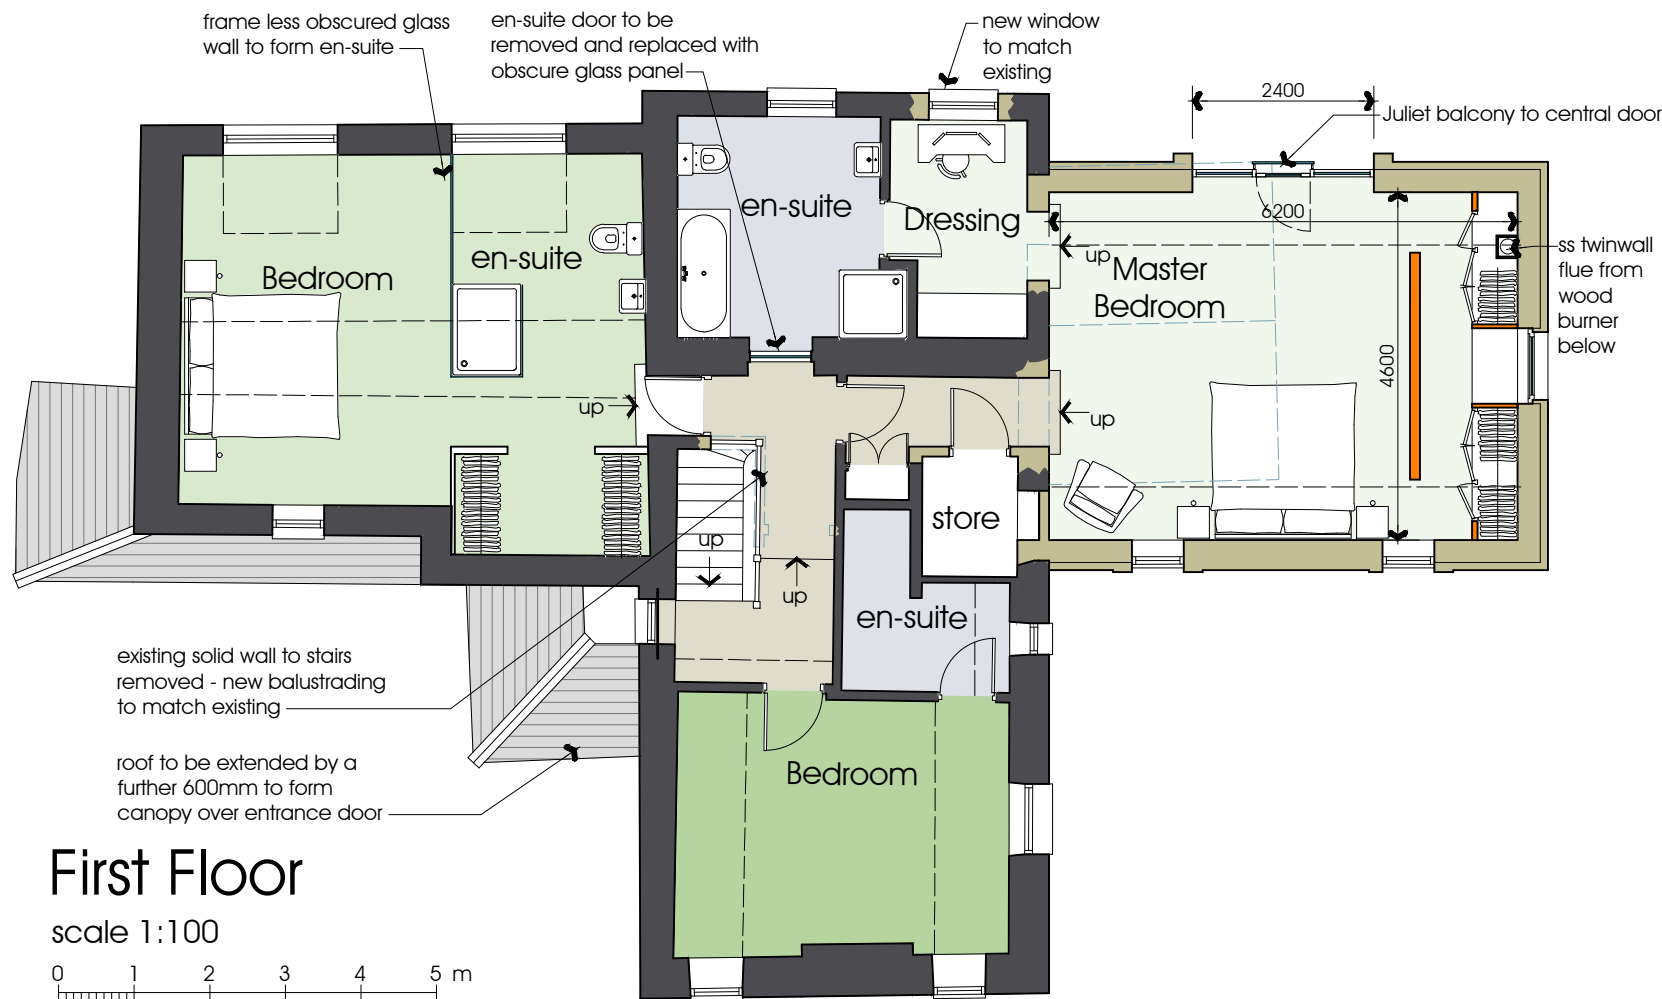 frame less obscured glass
wall to form en-suite
en-suite door to be
removed and replaced with
obscure glass panel
new window
to match
existing
2400
Juliet balcony to central door
en-suite
Dressing
6200
Bedroom
en-suite
up
Master
Bedroom
ss twinwall
flue from
wood
burner
below
4600
up
up
store
up
up
en-suite
existing solid wall to stairs
removed - new balustrading
to match existing
roof to be extended by a
further 600mm to form
canopy over entrance door
Bedroom
First Floor
scale 1:100
0 1 2 3 4 5 m